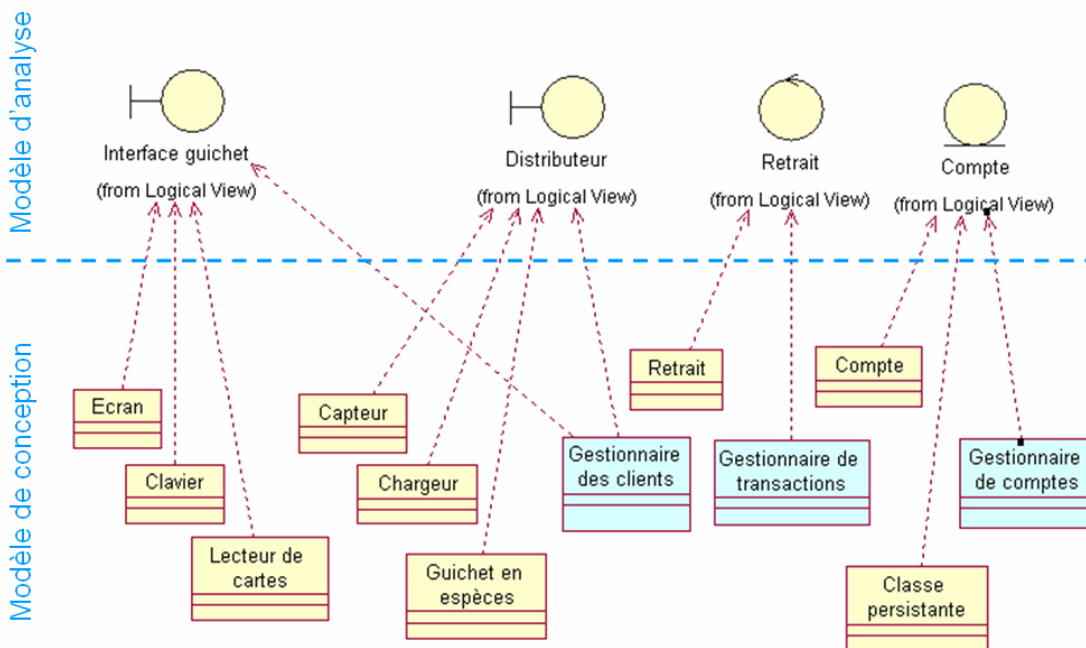 Modèle d'analyse
Interface guichet
(from Logical View)
Distributeur
(from Logical View)
Retrait
(from Logical View)
Compte
(from Logical View)
Modèle de conception
Ecran
Clavier
Lecteur de
cartes
Capteur
Chargeur
Guichet en
espèces
Gestionnaire
des clients
Retrait
Gestionnaire de
transactions
Compte
Classe
persistante
Gestionnaire
de comptes